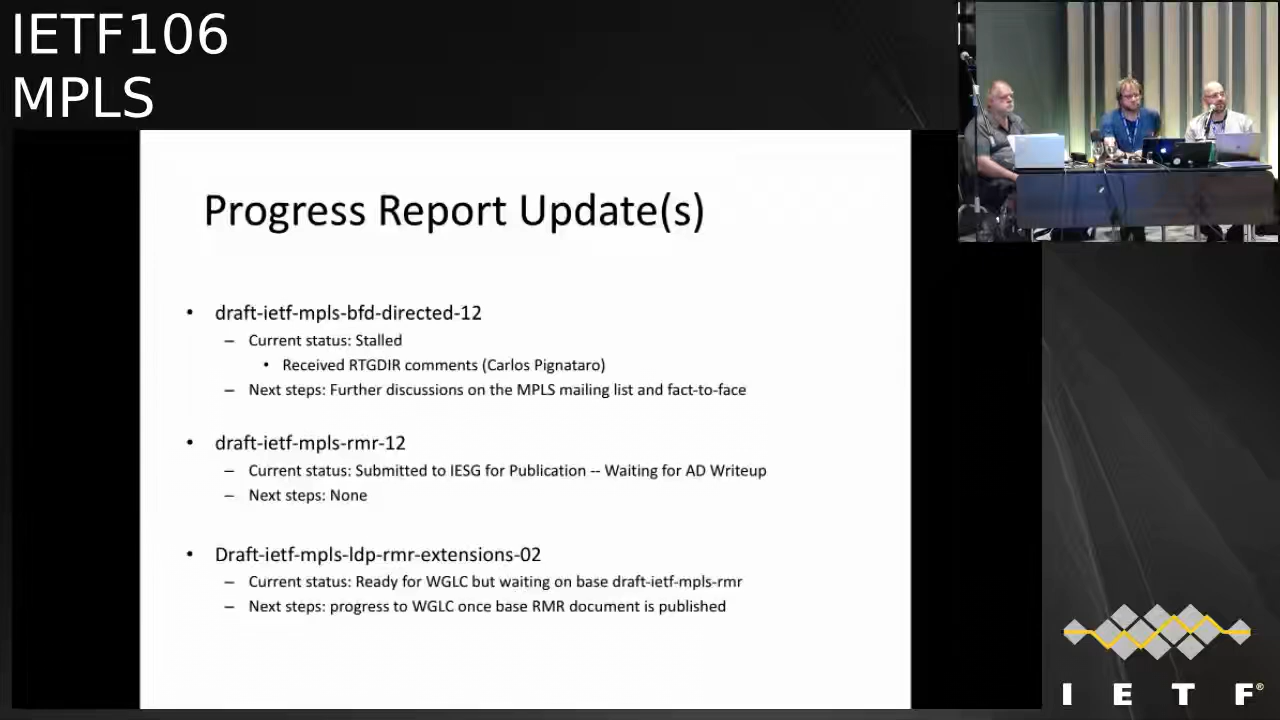 IETF106
MPLS
Progress Report Update(s)
• draft-ietf-mpls-bfd-directed-12
– Current status: Stalled
• Received RTGDIR comments (Carlos Pignataro)
– Next steps: Further discussions on the MPLS mailing list and fact-to-face
• draft-ietf-mpls-rmr-12
– Current status: Submitted to IESG for Publication -- Waiting for AD Writeup
– Next steps: None
• Draft-ietf-mpls-ldp-rmr-extensions-02
– Current status: Ready for WGLC but waiting on base draft-ietf-mpls-rmr
– Next steps: progress to WGLC once base RMR document is published
I E T F®